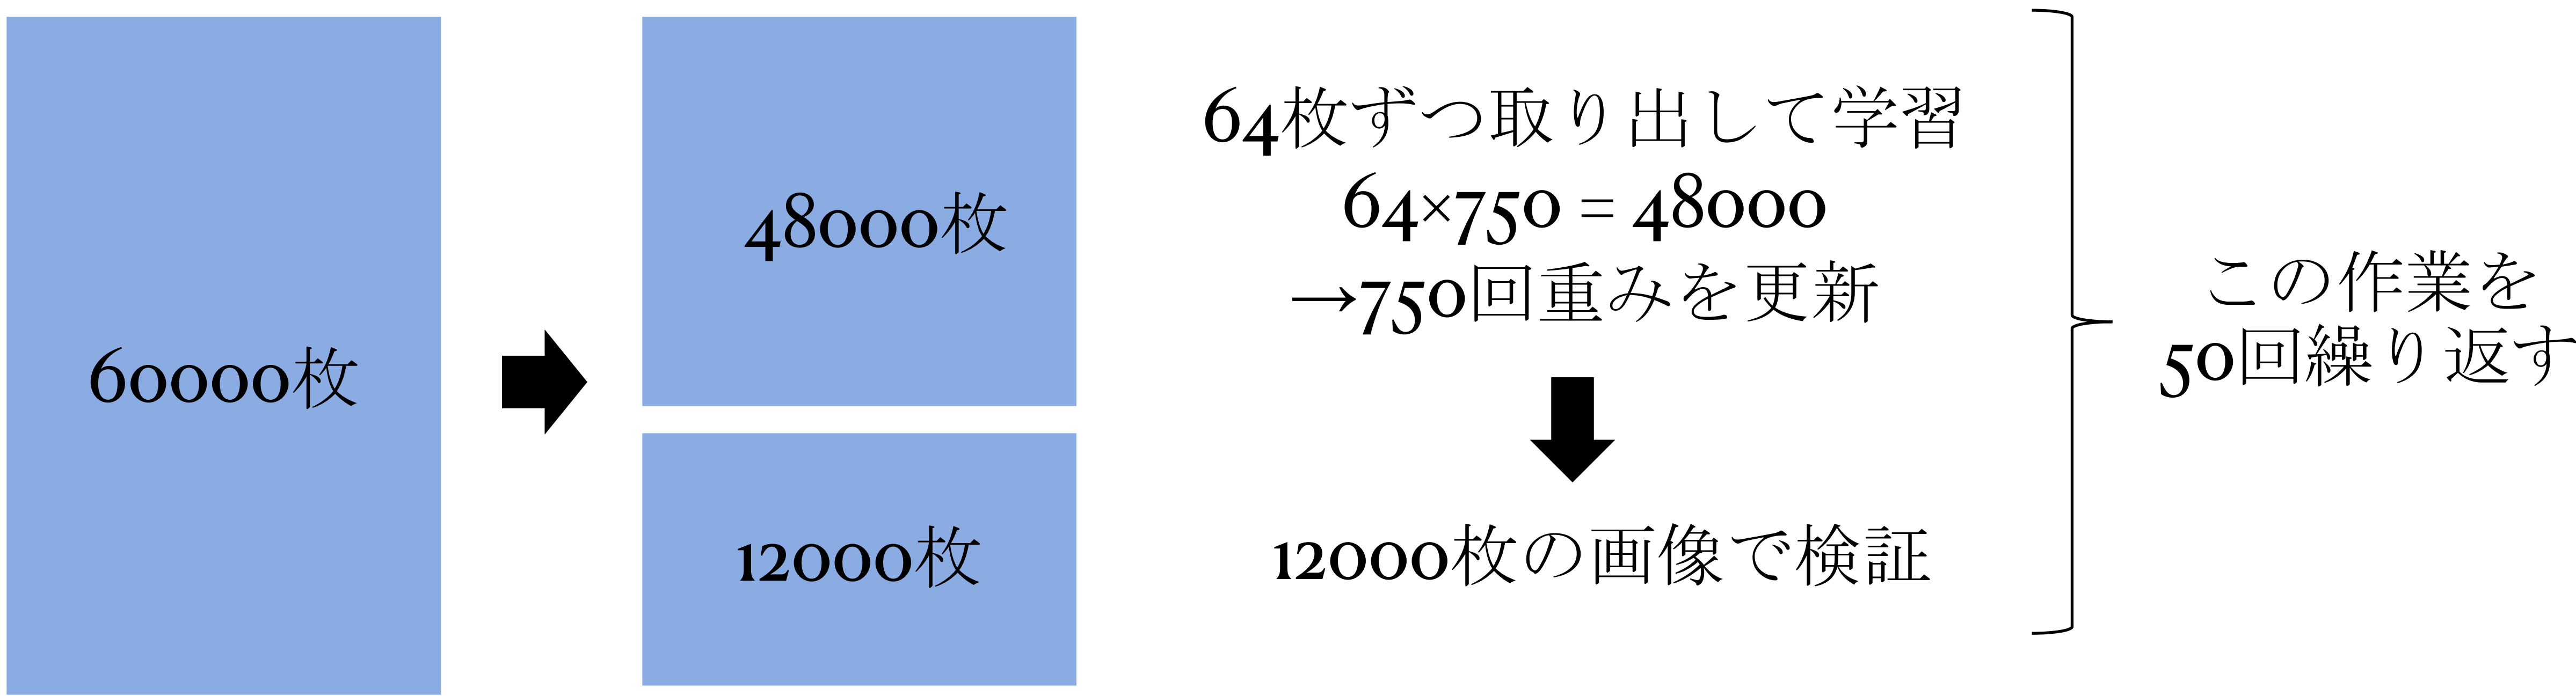 60000枚
48000枚
12000枚
64枚ずつ取り出して学習
64×750 = 48000
→750回重みを更新
12000枚の画像で検証
この作業を
50回繰り返す